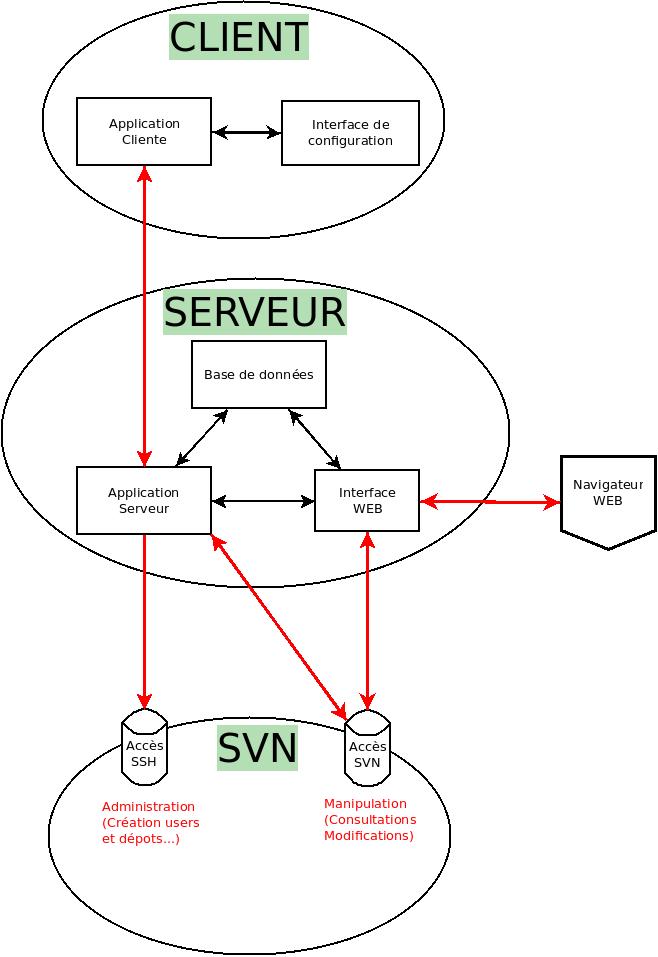 CLIENT
Application
Cliente
Interface de
configuration
SERVEUR
Base de données
Application
Serveur
Interface
WEB
Navigateur
WEB
Accès
SSH
SVN
Accès
SVN
Administration
(Création users
et dépots...)
Manipulation
(Consultations
Modifications)